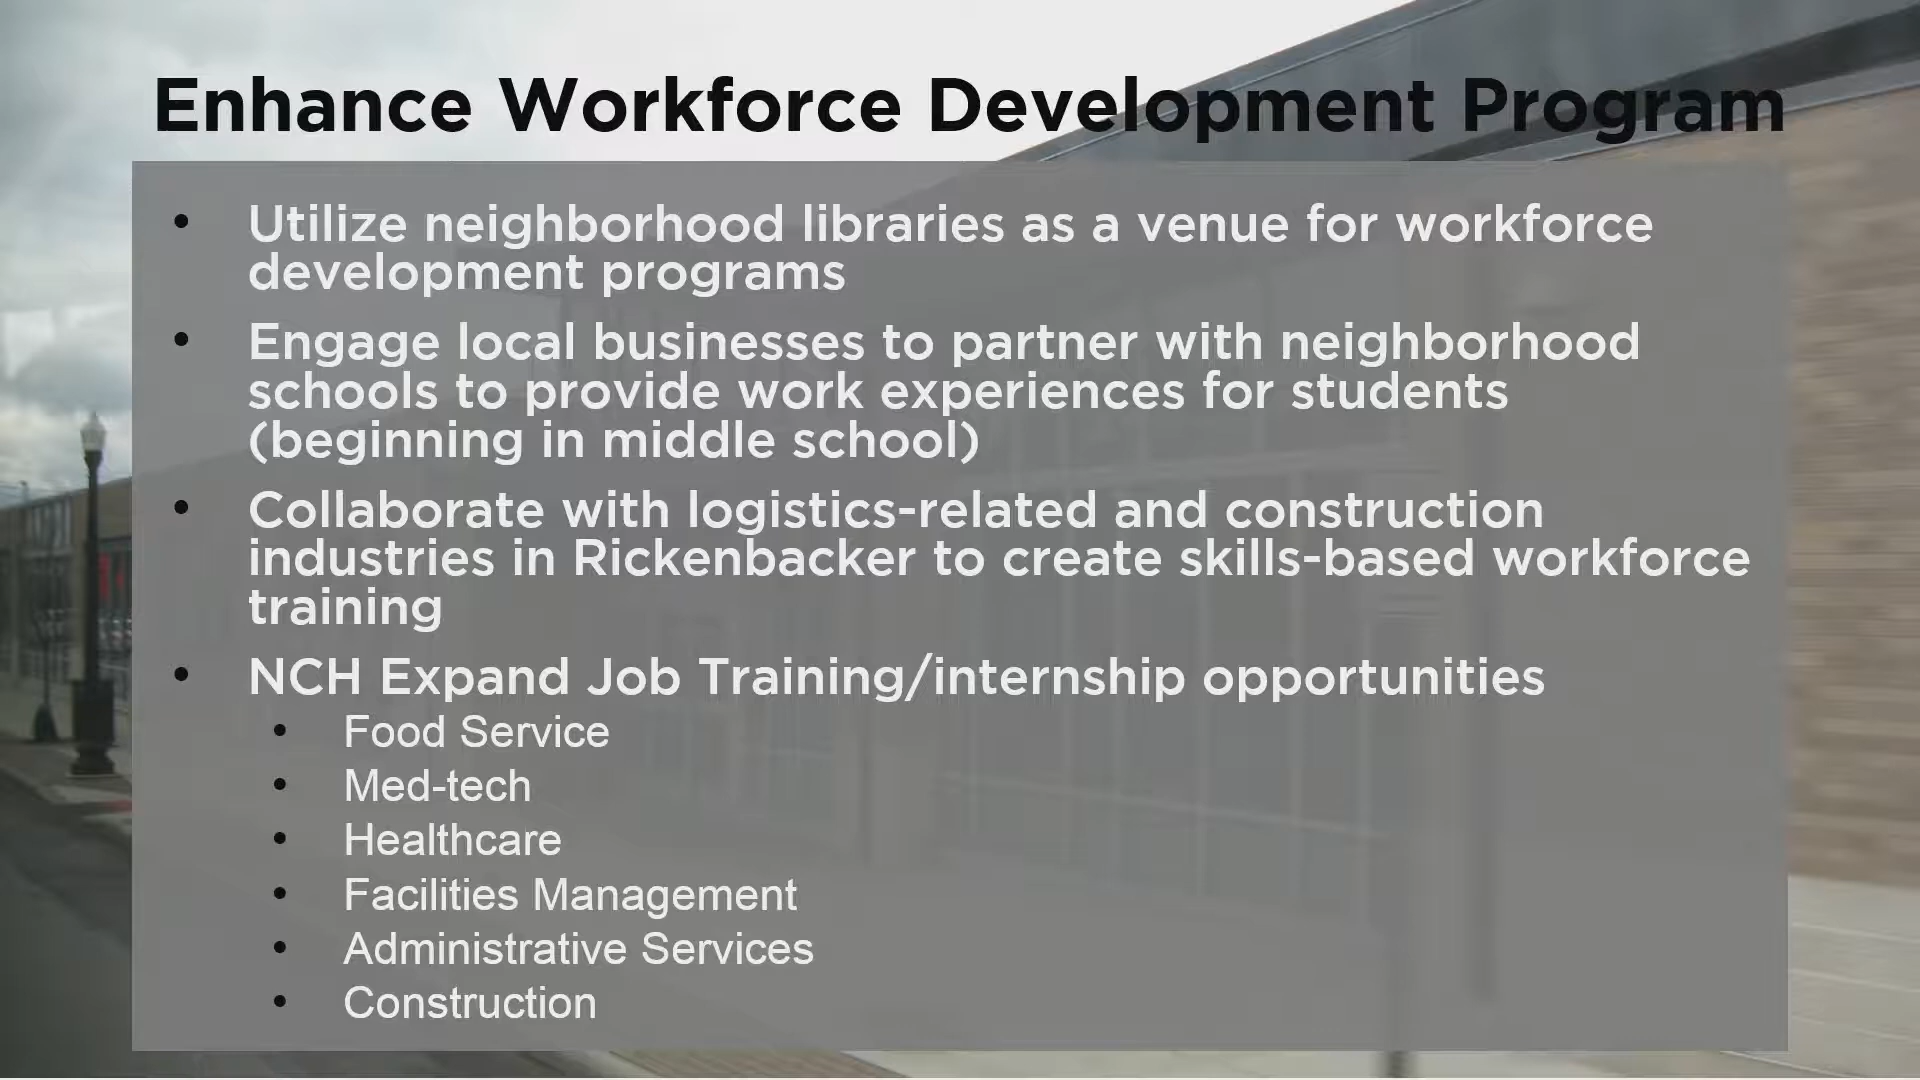 Enhance Workforce Development Program
• Utilize neighborhood libraries as a venue for workforce
development programs
• Engage local businesses to partner with neighborhood
schools to provide work experiences for students
(beginning in middle school)
• Collaborate with logistics-related and construction
industries in Rickenbacker to create skills-based workforce
training
• NCH Expand Job Training/internship opportunities
• Food Service
• Med-tech
• Healthcare
• Facilities Management
• Administrative Services
• Construction